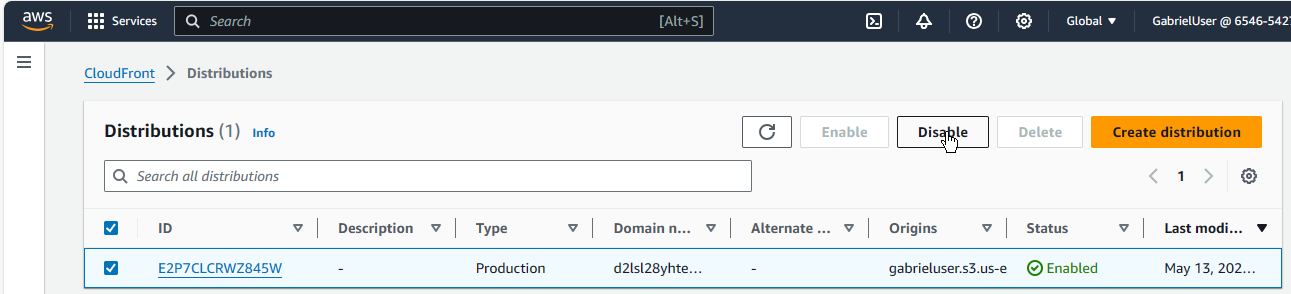 aws Services Search [Alt+S] Global GabrielUser @ 6546-5427
CloudFront Distributions
Distributions (1) Info Enable Disable Delete Create distribution
Search all distributions 1
ID Description Type Domain n... Alternate ... Origins Status Last modi...
E2P7CLCRWZ845W - Production d2lsl28yhte... - gabrieluser.s3.us-e Enabled May 13, 202...